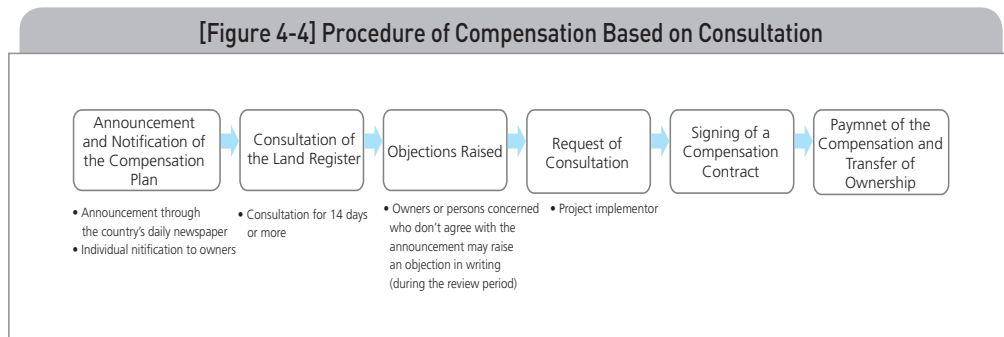 [Figure 4-4] Procedure of Compensation Based on Consultation
Announcement
and Notification of
the Compensation
Plan
Consultation of
the Land Register
Objections Raised
Request of
Consultation
Signing of a
Compensation
Contract
Paymnet of the
Compensation and
Transfer of
Ownership
• Announcement through
the country's daily newspaper
• Individual nitification to owners
• Consultation for 14 days
or more
• Owners or persons concerned
who don't agree with the
announcement may raise
an objection in writing
(during the review period)
• Project implementor